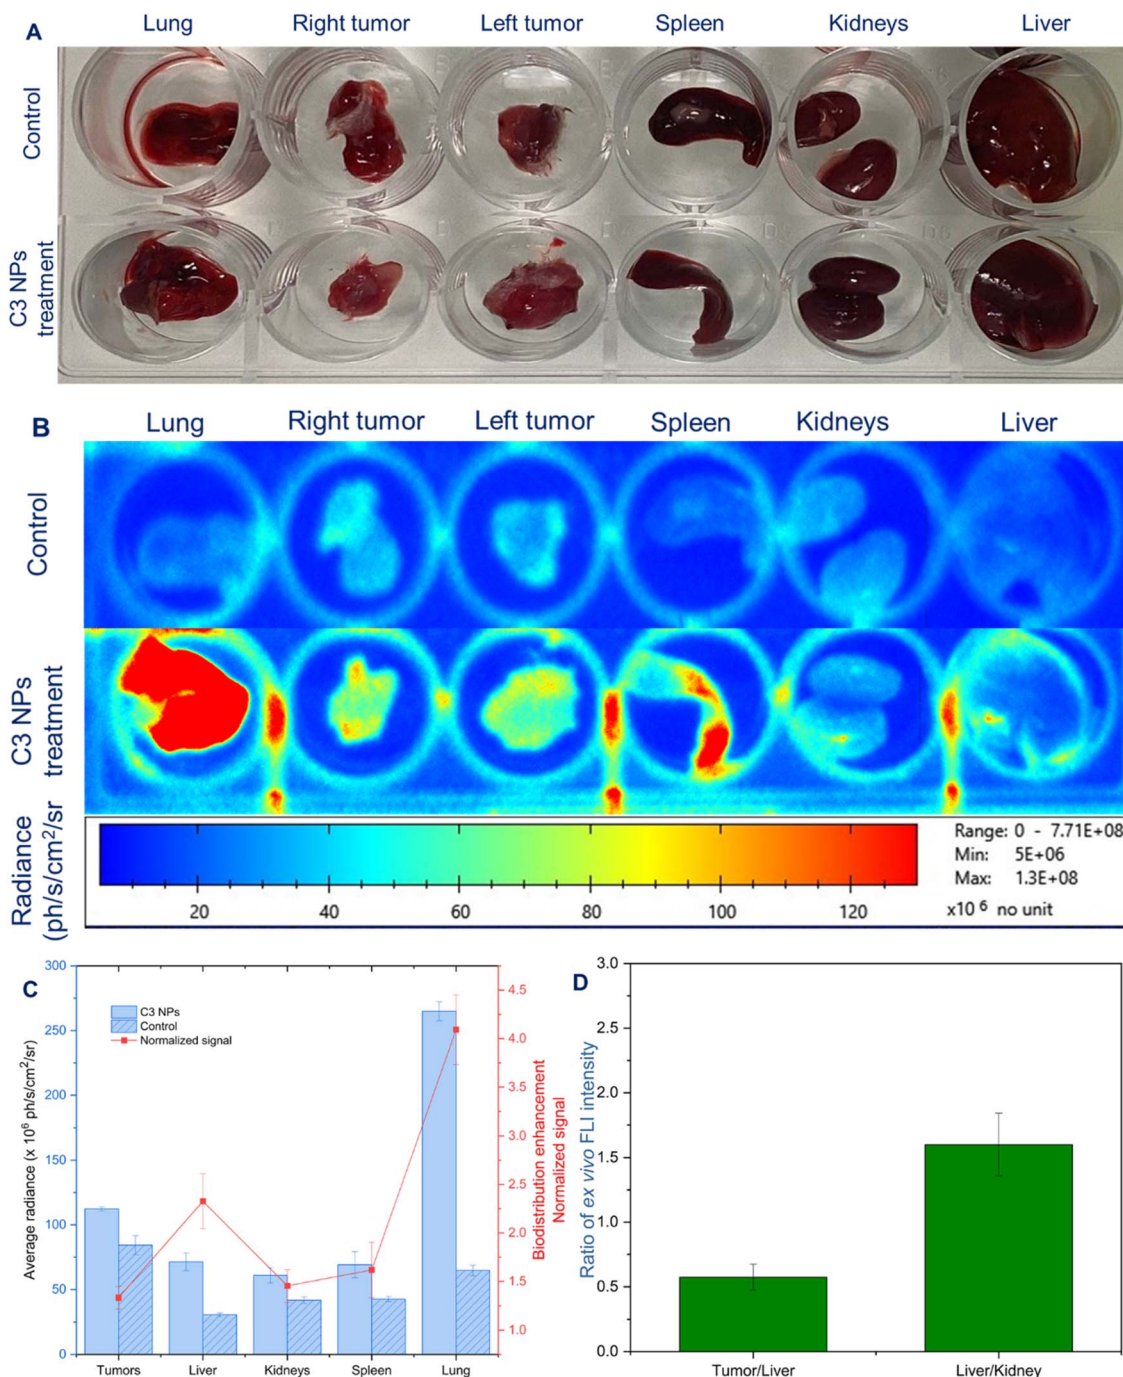 A
Lung Right tumor Left tumor Spleen Kidneys Liver
Control
C3 NPs
treatment
B
Lung Right tumor Left tumor Spleen Kidneys Liver
Control
C3 NPs
treatment
Radiance
(ph/s/cm²/sr)
20 40 60 80 100 120
Range: 0 - 7.71E+08
Min: 5E+06
Max: 1.3E+08
x10⁶ no unit
C
C3 NPs
Control
Normalized signal
Average radiance (x 10⁶ ph/s/cm²/sr)
300
250
200
150
100
50
0
4.5
4.0
3.5
3.0
2.5
2.0
1.5
1.0
Biodistribution enhancement
Normalized signal
Tumors Liver Kidneys Spleen Lung
D
Ratio of ex vivo FLI intensity
3.0
2.5
2.0
1.5
1.0
0.5
0.0
Tumor/Liver Liver/Kidney